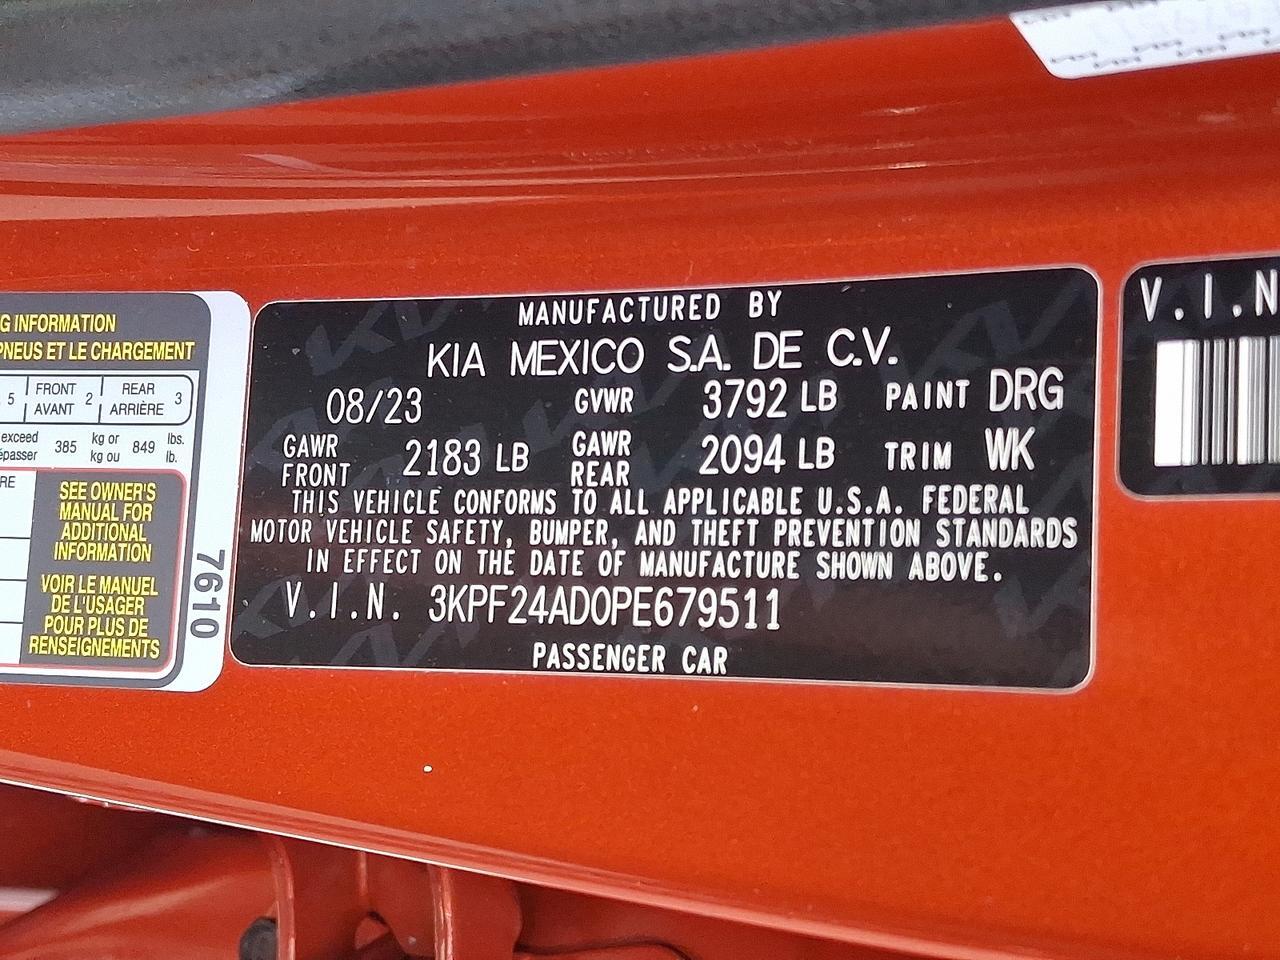 G INFORMATION
PNEUS ET LE CHARGEMENT
5 FRONT AVANT 2 REAR ARRIÈRE 3
exceed 385 kg or 849 lbs.
épasser kg ou lb.
RE
SEE OWNER'S
MANUAL FOR
ADDITIONAL
INFORMATION
VOIR LE MANUEL
DE L'USAGER
POUR PLUS DE
RENSEIGNEMENTS
7610
MANUFACTURED BY
KIA MEXICO S.A. DE C.V.
08/23 GVWR 3792 LB PAINT DRG
GAWR FRONT 2183 LB GAWR REAR 2094 LB TRIM WK
THIS VEHICLE CONFORMS TO ALL APPLICABLE U.S.A. FEDERAL
MOTOR VEHICLE SAFETY, BUMPER, AND THEFT PREVENTION STANDARDS
IN EFFECT ON THE DATE OF MANUFACTURE SHOWN ABOVE.
V.I.N. 3KPF24AD0PE679511
PASSENGER CAR
V.I.N